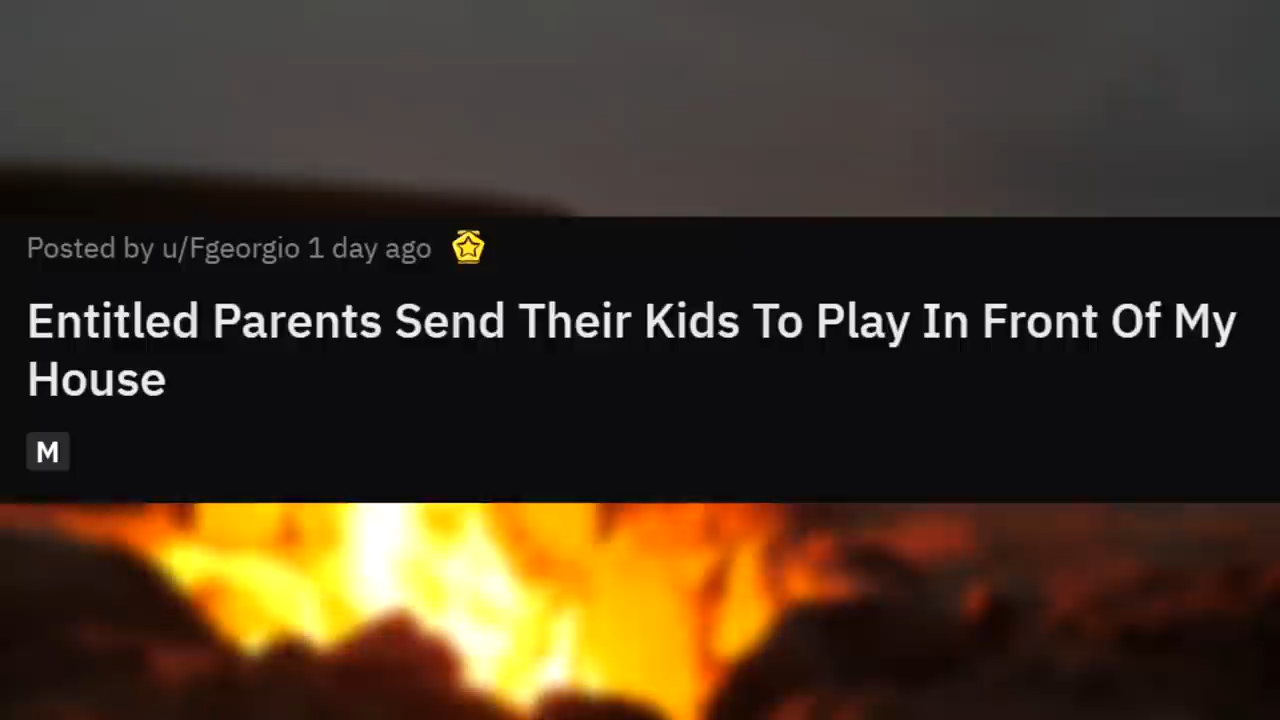 Posted by u/Fgeorgio 1 day ago
Entitled Parents Send Their Kids To Play In Front Of My
House
M